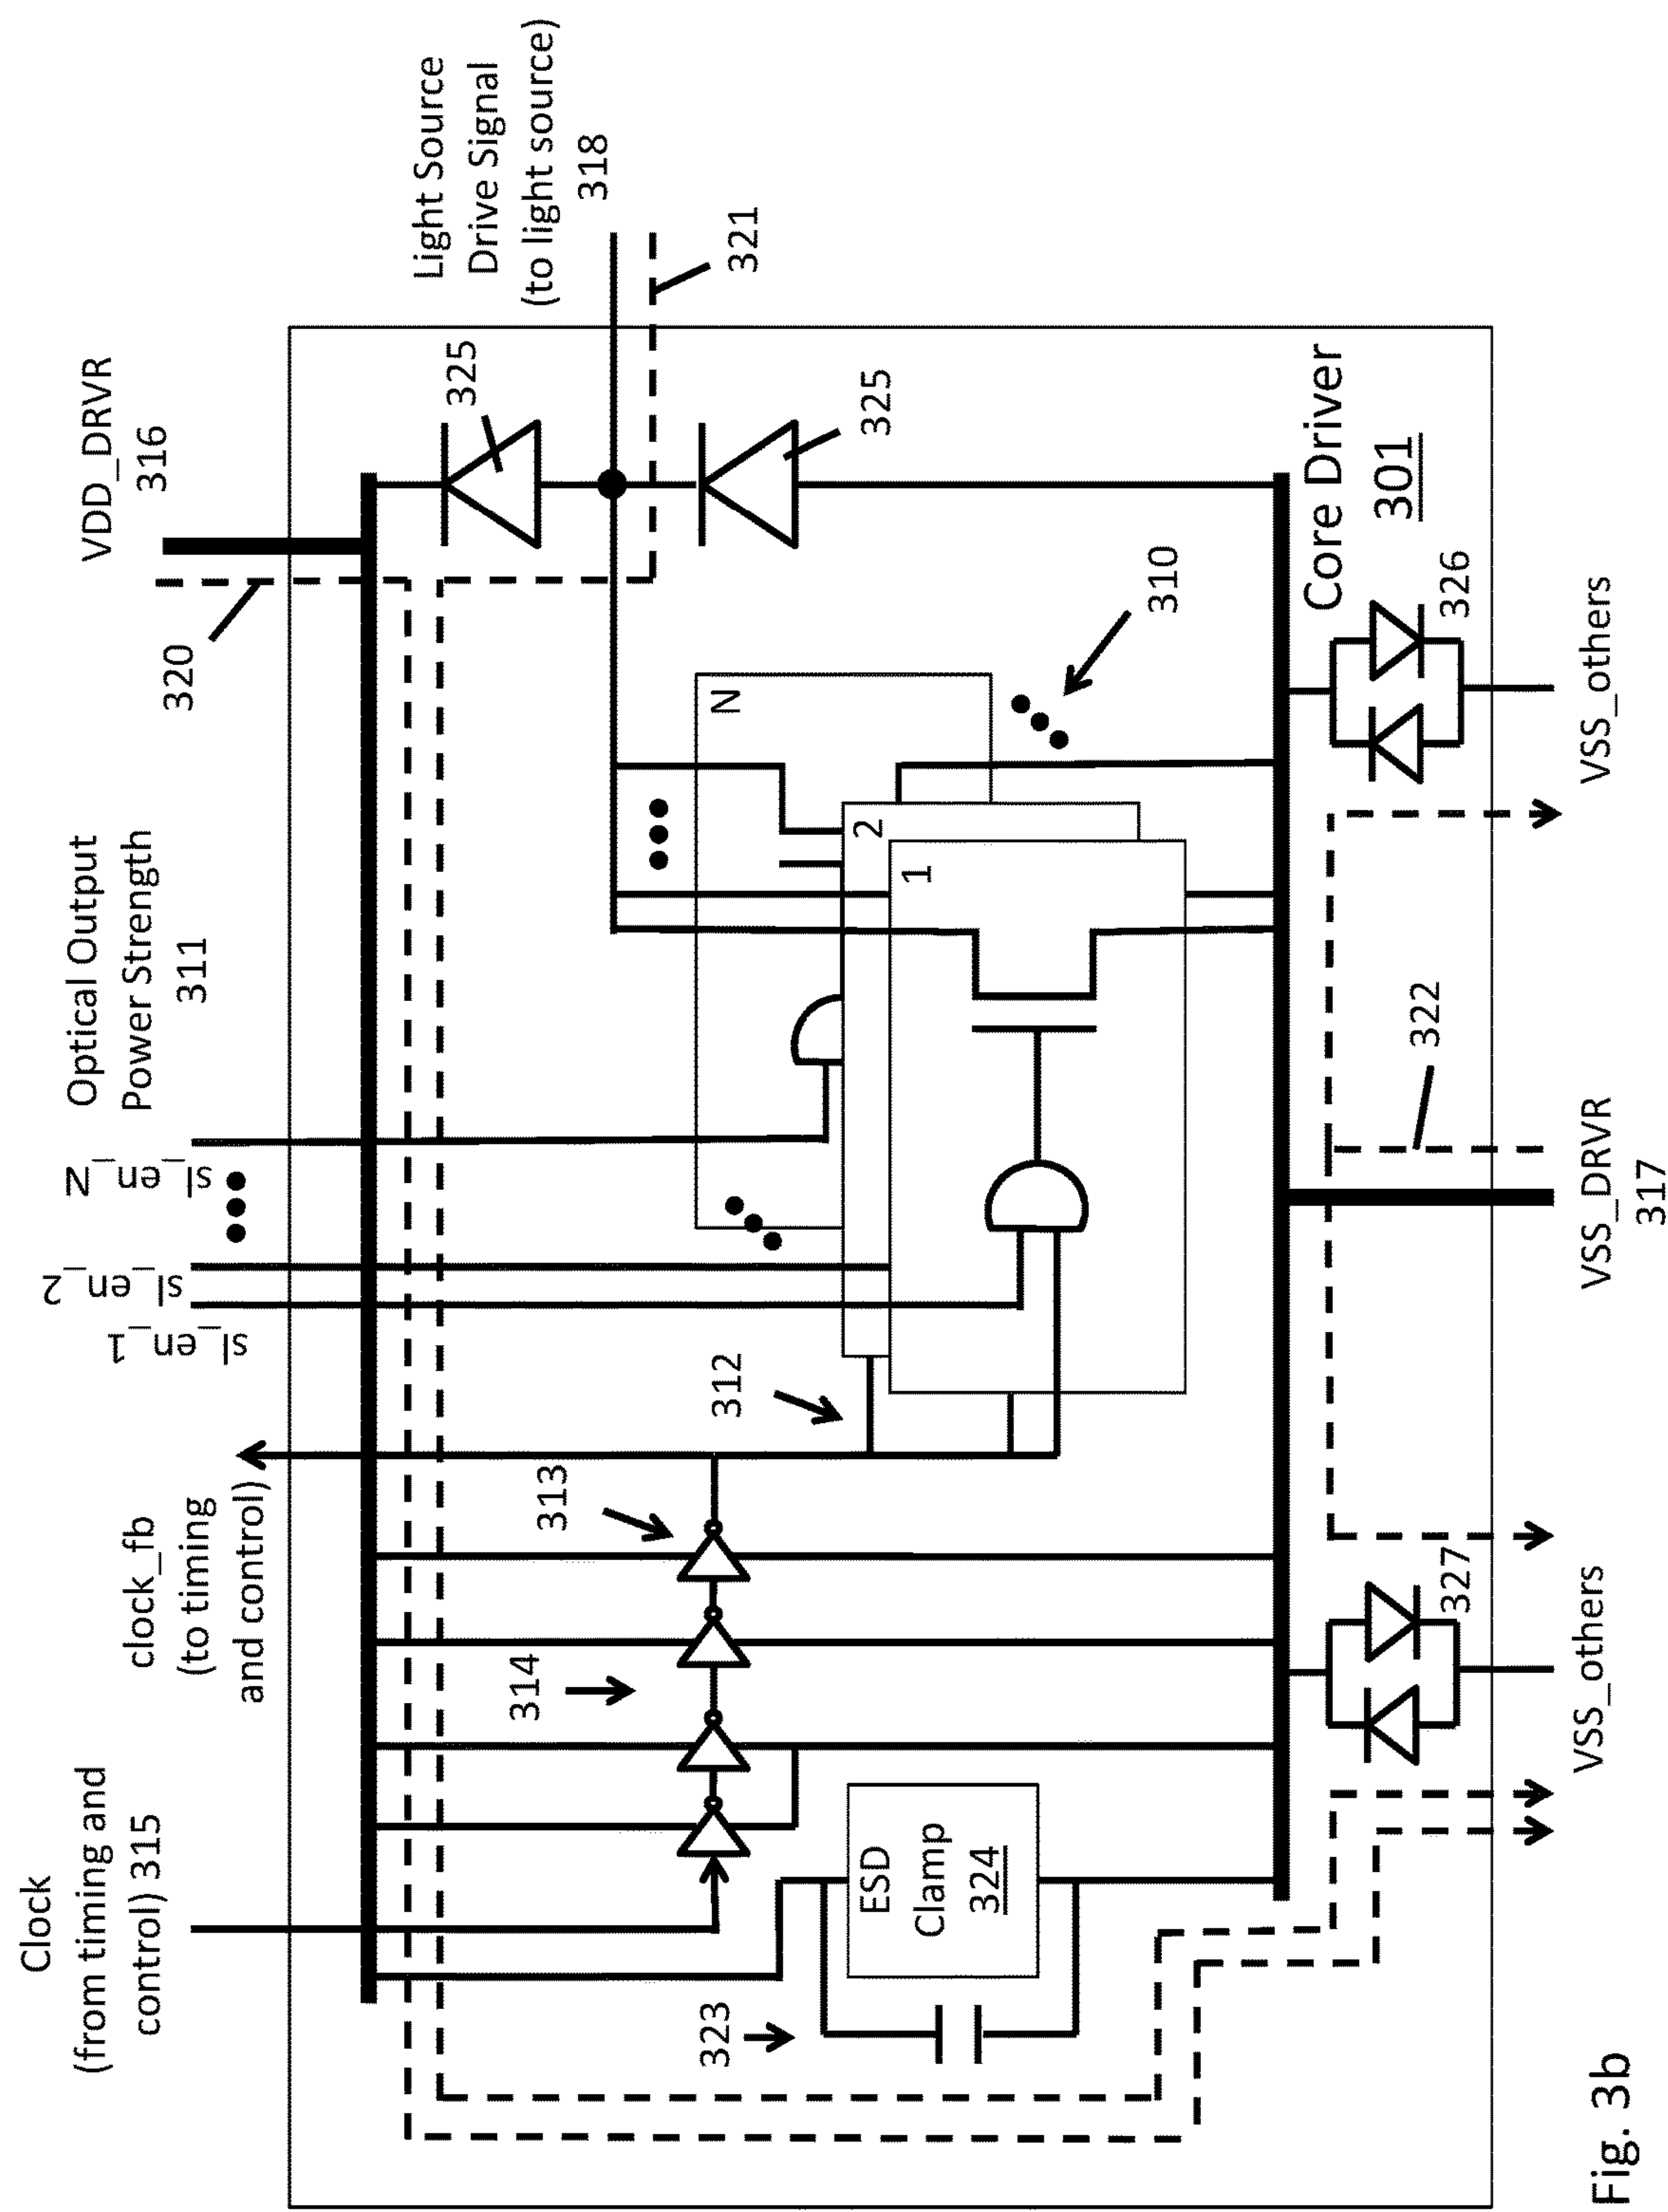 Clock
(from timing and
control) 315
clock_fb
(to timing
and control)
sl_en_1
sl_en_2
sl_en_N
Optical Output
Power Strength
311
VDD_DRVR
316
320
Light Source
Drive Signal
(to light source)
318
321
325
325
323
ESD
Clamp
324
314
313
312
1
2
N
310
Core Driver
301
327
VSS_others
322
VSS_DRVR
317
326
VSS_others
Fig. 3b